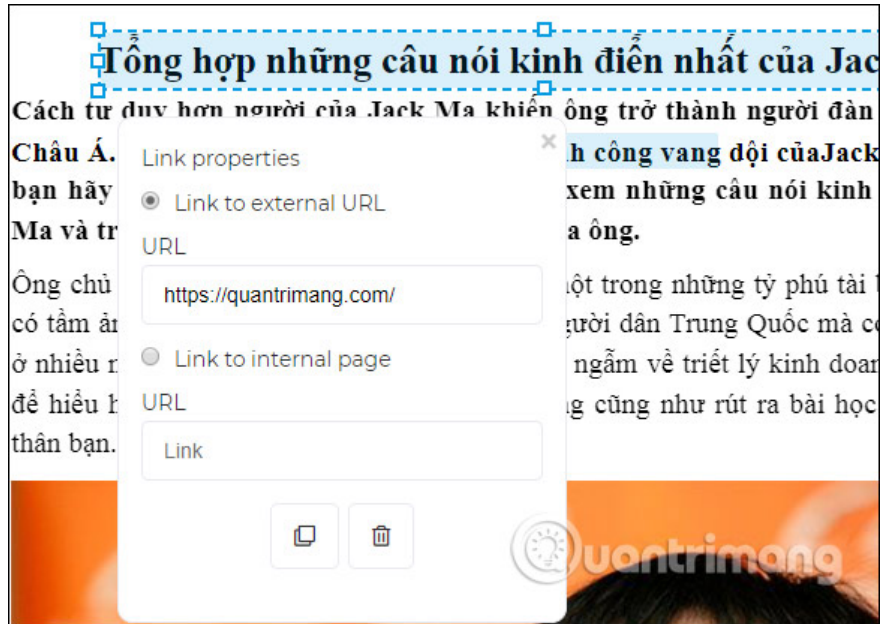 Tổng hợp những câu nói kinh điển nhất của Jac
Cách tư duy hơn người của Jack Ma khiến ông trở thành người đàn
Châu Á. h công vang dội củaJack
bạn hãy xem những câu nói kinh
Ma và tr a ông.
Link properties
Link to external URL
URL
https://quantrimang.com/
Link to internal page
URL
Link
Ông chủ ột trong những tỷ phú tài
có tầm ản gười dân Trung Quốc mà
ở nhiều ngẫm về triết lý kinh doan
để hiểu h g cũng như rút ra bài học
thân bạn.
Quantrimang